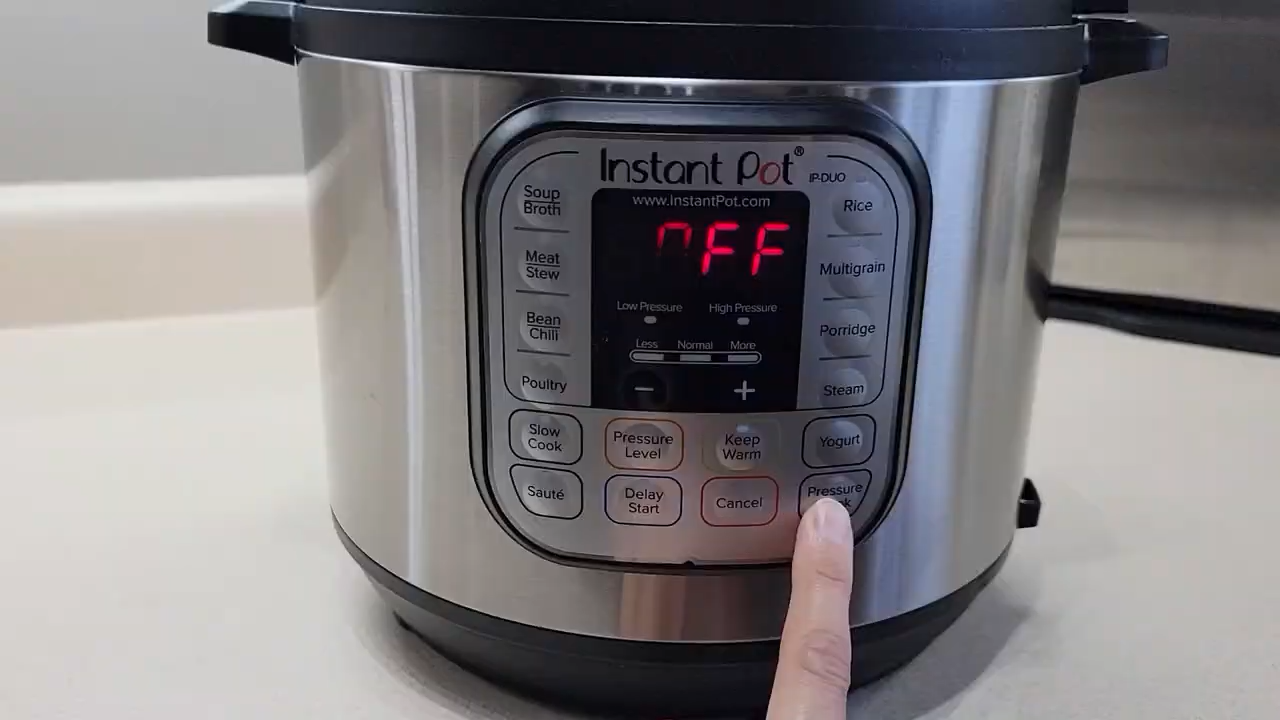 Instant Pot®
IP-DUO
www.InstantPot.com
OFF
Soup
Broth
Meat
Stew
Bean
Chili
Poultry
Rice
Multigrain
Porridge
Steam
Low Pressure
High Pressure
Less
Normal
More
−
+
Slow
Cook
Pressure
Level
Keep
Warm
Yogurt
Sauté
Delay
Start
Cancel
Pressure